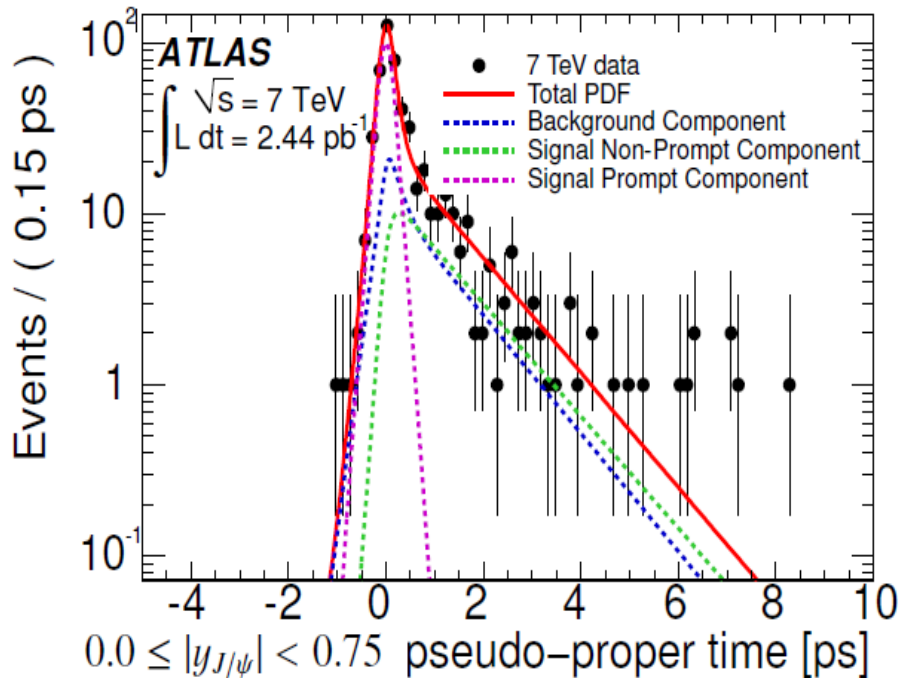 Events / ( 0.15 ps )
10²
10
1
10⁻¹
ATLAS
√s = 7 TeV
∫ L dt = 2.44 pb⁻¹
7 TeV data
Total PDF
Background Component
Signal Non-Prompt Component
Signal Prompt Component
-4 -2 0 2 4 6 8 10
0.0 ≤ |y_{J/ψ}| < 0.75 pseudo−proper time [ps]